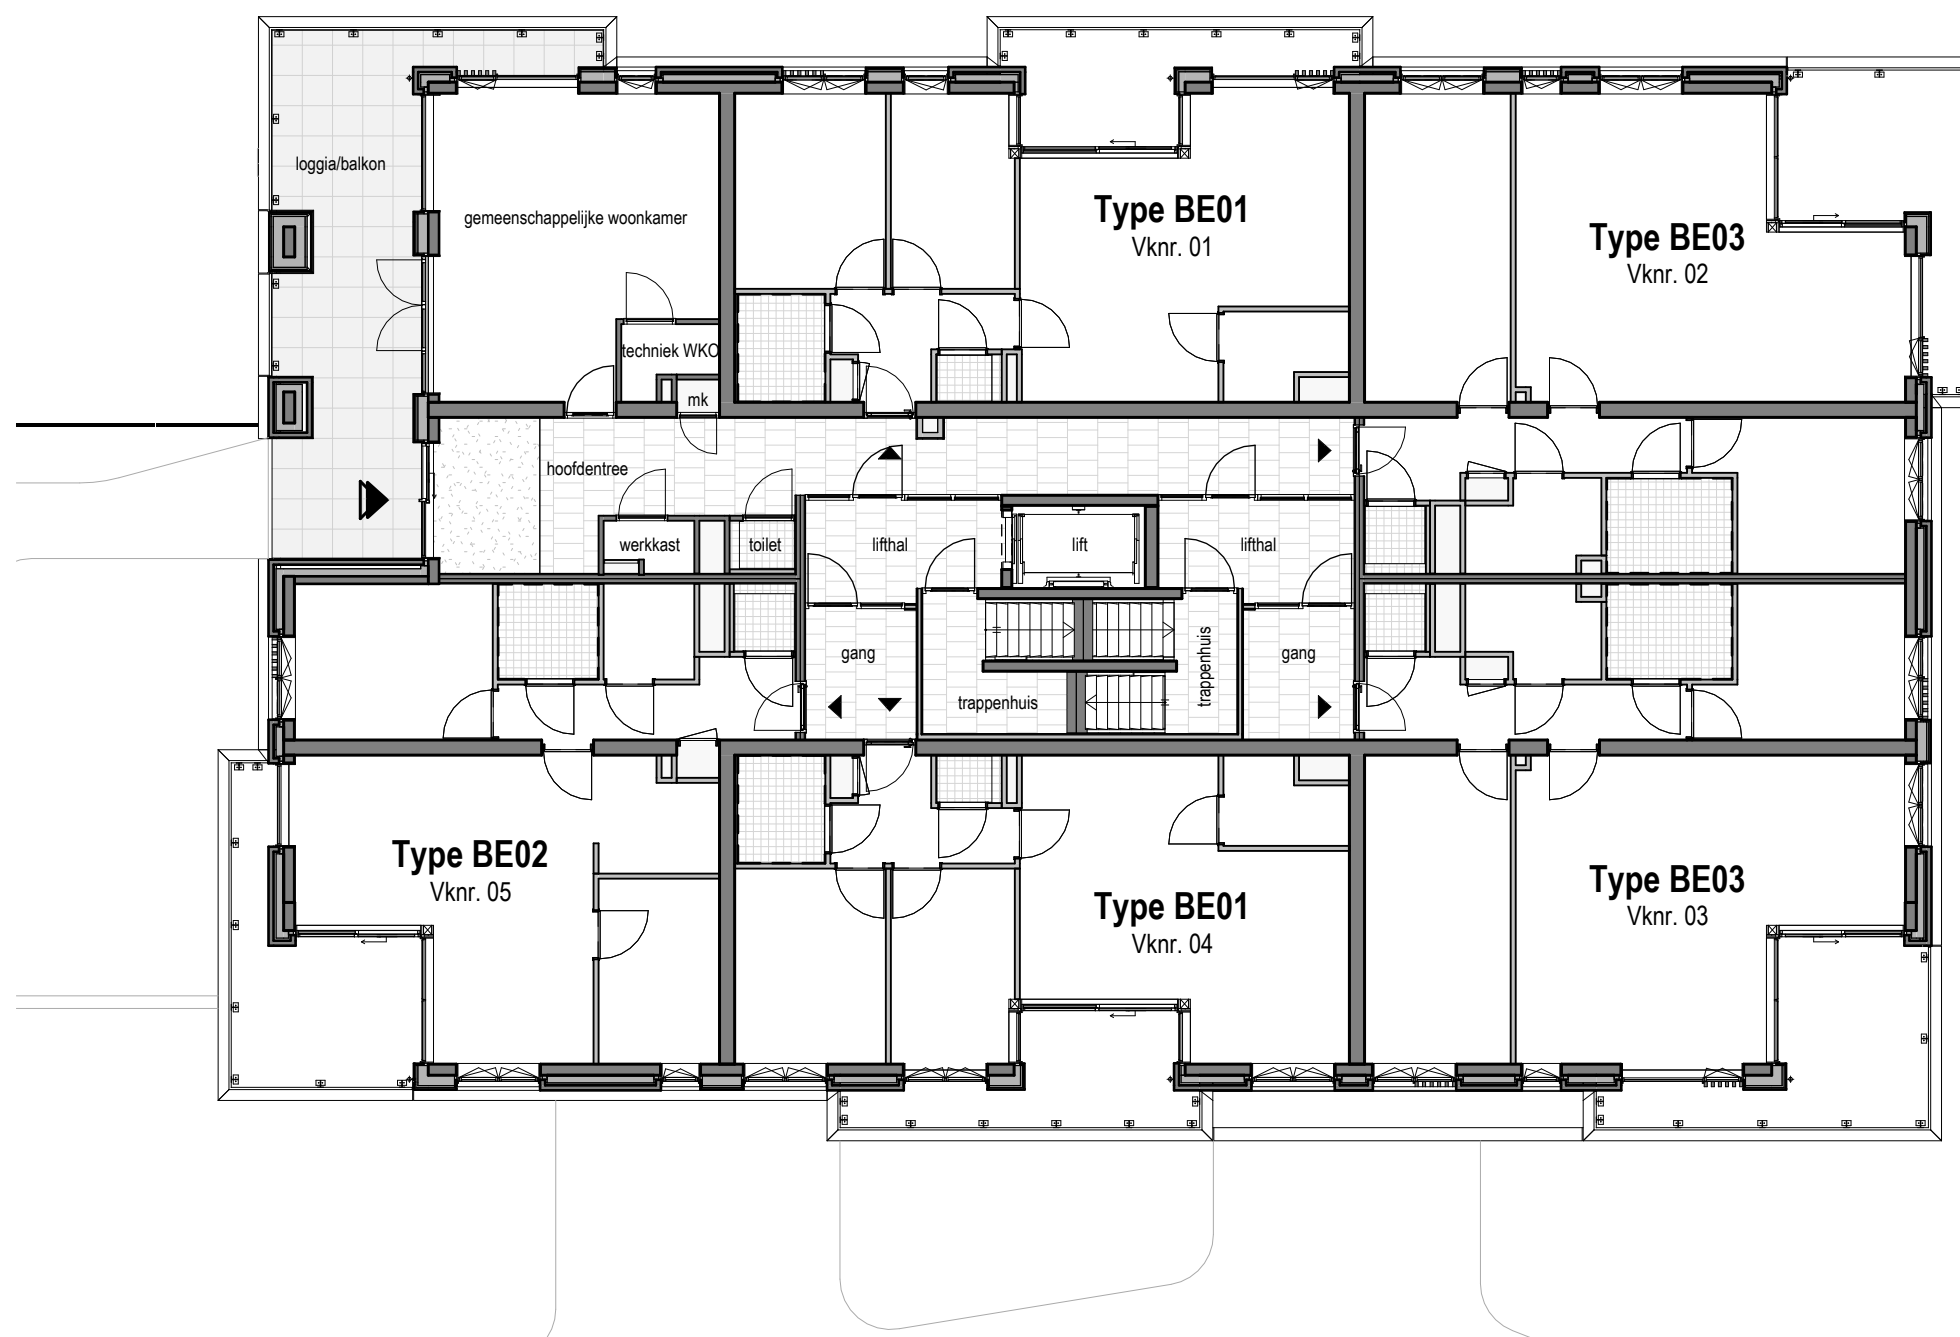 loggia/balkon
gemeenschappelijke woonkamer
Type BE01
Vknr. 01
Type BE03
Vknr. 02
techniek WKO
mk
hoofdentree
werkkast
toilet
lifthal
lift
lifthal
gang
trappenhuis
trappenhuis
gang
Type BE02
Vknr. 05
Type BE01
Vknr. 04
Type BE03
Vknr. 03